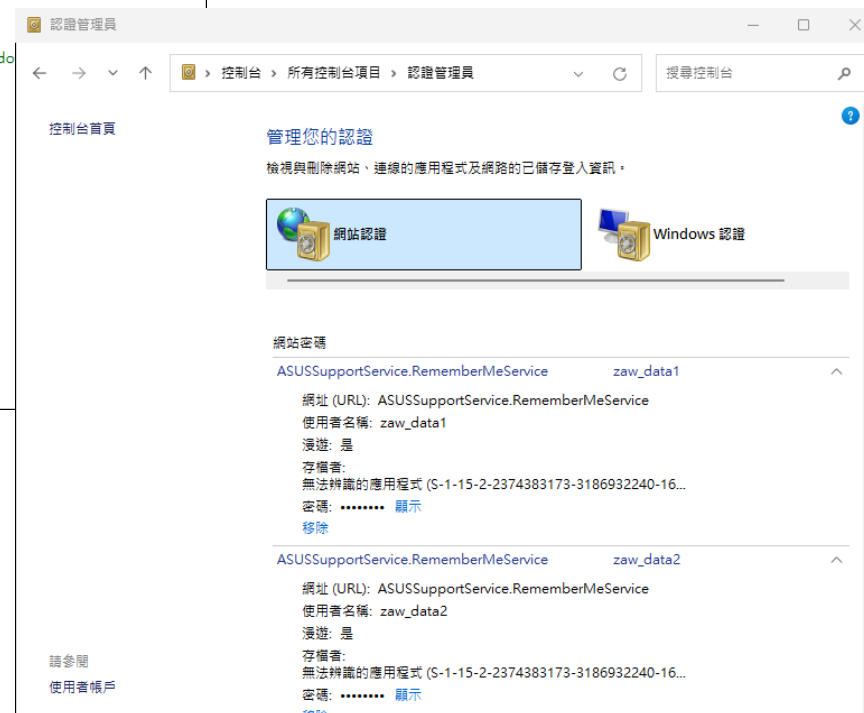 認證管理員
do
控制台 › 所有控制台項目 › 認證管理員
搜尋控制台
控制台首頁
管理您的認證
檢視與刪除網站、連線的應用程式及網路的已儲存登入資訊。
網站認證
Windows 認證
網站密碼
ASUSSupportService.RememberMeService zaw_data1
網址 (URL): ASUSSupportService.RememberMeService
使用者名稱: zaw_data1
漫遊: 是
存檔者:
無法辨識的應用程式 (S-1-15-2-2374383173-3186932240-16...
密碼: •••••••• 顯示
移除
ASUSSupportService.RememberMeService zaw_data2
網址 (URL): ASUSSupportService.RememberMeService
使用者名稱: zaw_data2
漫遊: 是
存檔者:
無法辨識的應用程式 (S-1-15-2-2374383173-3186932240-16...
密碼: •••••••• 顯示
請參閱
使用者帳戶